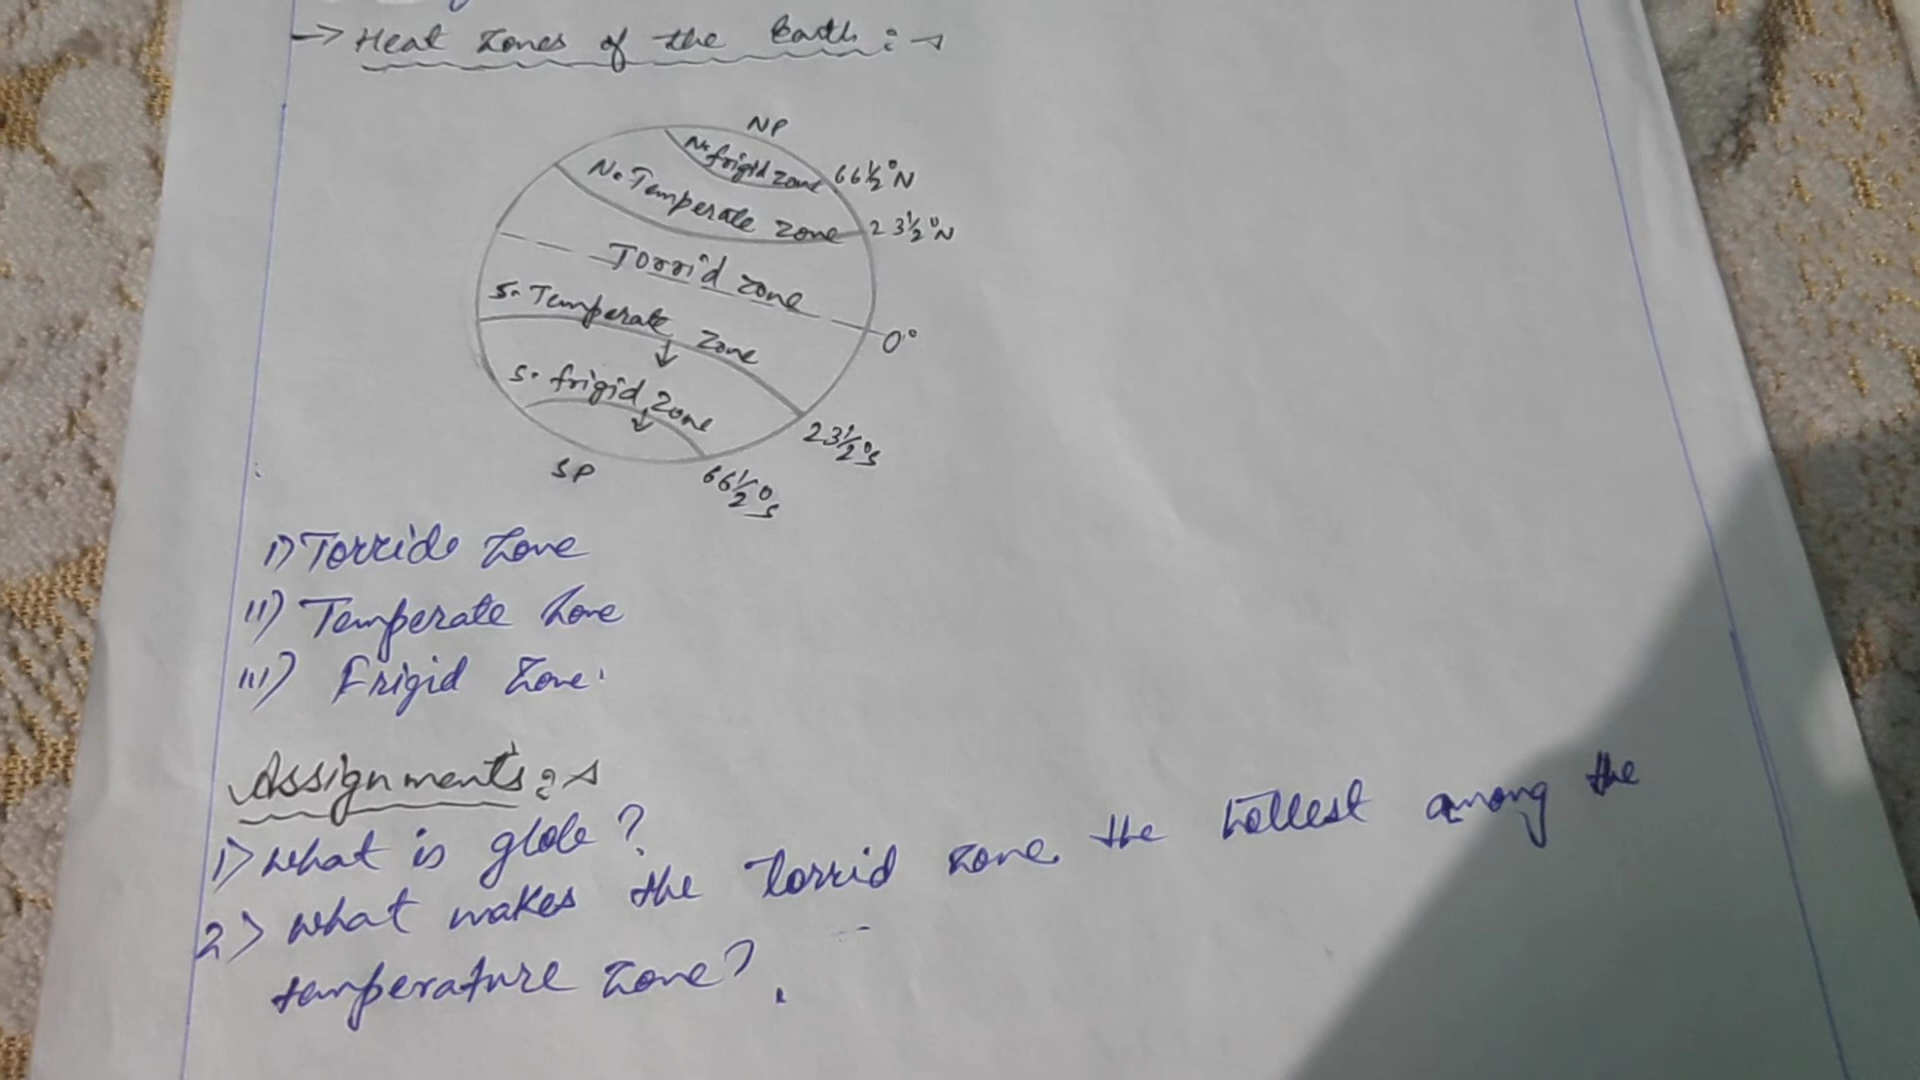 → Heat Zones of the Earth :→
NP
N. frigid zone 66½°N
N. Temperate zone 23½°N
Torrid zone
0°
S. Temperate zone
↓
S. frigid zone
↓
23½°S
SP
66½°S
i) Torride Zone
ii) Temperate Zone
iii) Frigid Zone.
Assignments :→
1> What is globe?
2> What makes the Torrid zone the hottest among the
temperature zone?